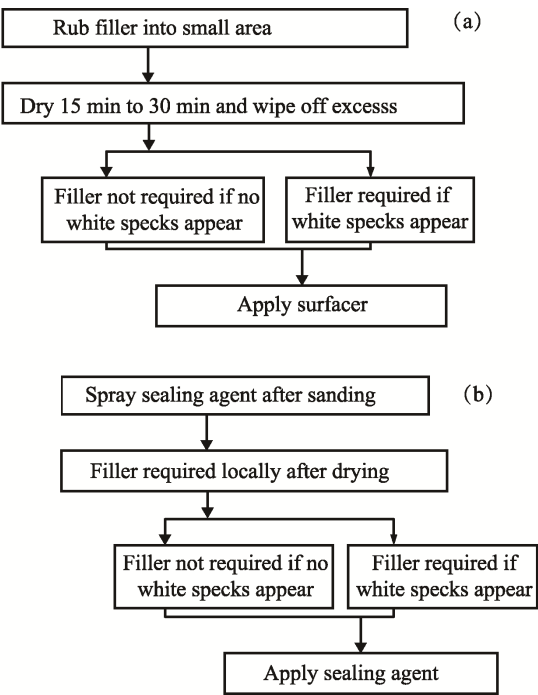 (a)
Rub filler into small area
Dry 15 min to 30 min and wipe off excesss
Filler not required if no
white specks appear
Filler required if
white specks appear
Apply surfacer
(b)
Spray sealing agent after sanding
Filler required locally after drying
Filler not required if no
white specks appear
Filler required if
white specks appear
Apply sealing agent